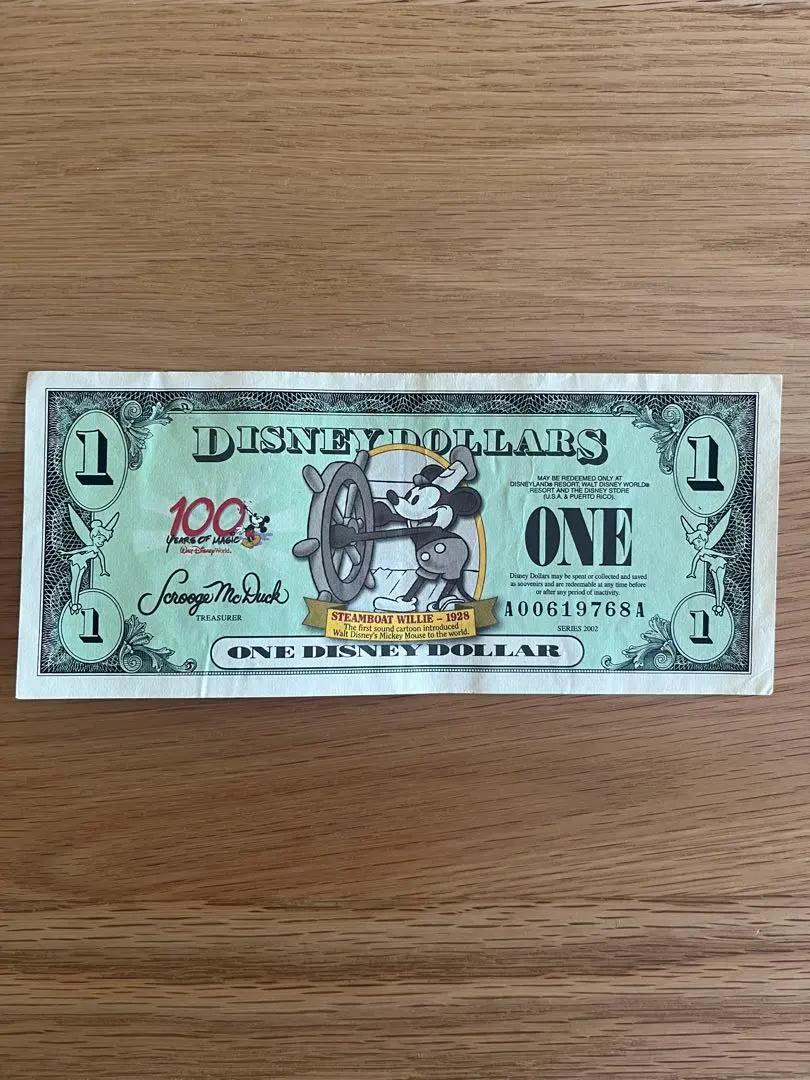 1
DISNEY DOLLARS
1
MAY BE REDEEMED ONLY AT
DISNEYLAND® RESORT, WALT DISNEY WORLD®
RESORT AND THE DISNEY STORE
(U.S.A. & PUERTO RICO).
100
YEARS OF MAGIC
Walt Disney World.
ONE
Disney Dollars may be spent or collected and saved
as souvenirs and are redeemable at any time before
or after any period of inactivity.
Scrooge McDuck
TREASURER
A00619768A
SERIES 2002
1
STEAMBOAT WILLIE – 1928
The first sound cartoon introduced
Walt Disney's Mickey Mouse to the world.
1
ONE DISNEY DOLLAR